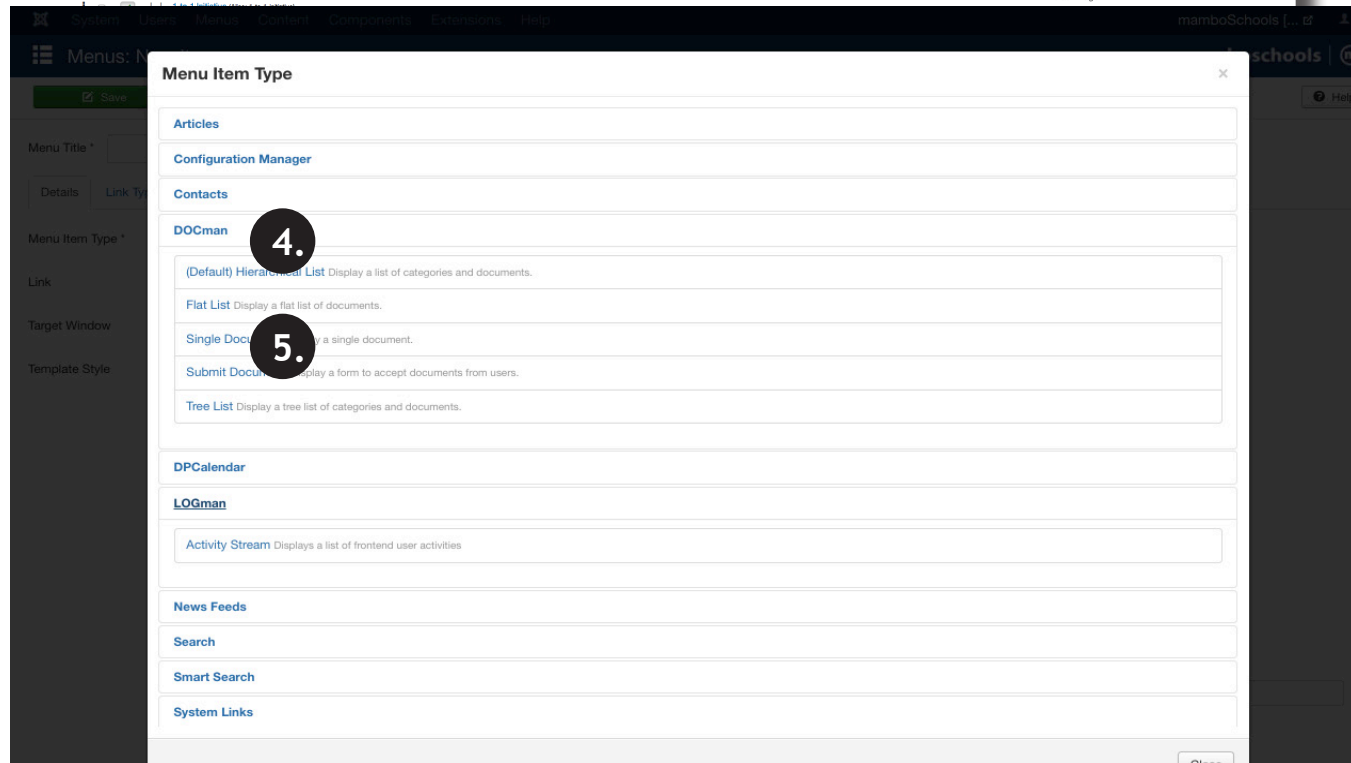 System Users Menus Content Components Extensions Help mamboSchools [...
Menus: schools
Menu Item Type ×
Save Help
Articles
Menu Title *
Configuration Manager
Details Link
Contacts
DOCman
Menu Item Type *
4.
(Default) Hierarchical List Display a list of categories and documents.
Link
Flat List Display a flat list of documents.
Target Window
Single a single document.
5.
Template Style
Submit a form to accept documents from users.
Tree List Display a tree list of categories and documents.
DPCalendar
LOGman
Activity Stream Displays a list of frontend user activities
News Feeds
Search
Smart Search
System Links
Close